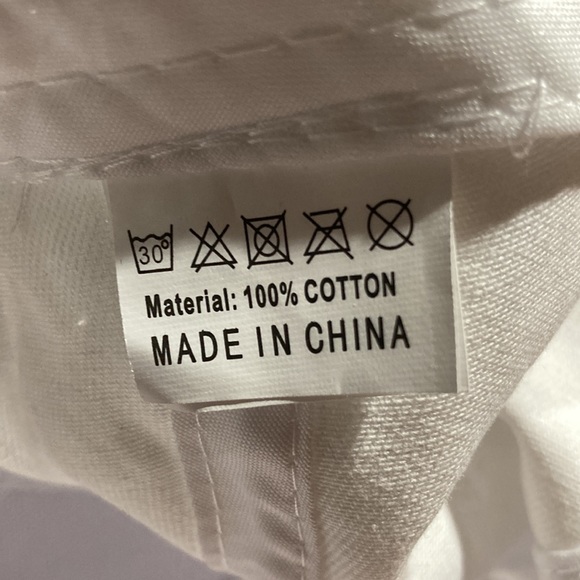 30°
Material: 100% COTTON
MADE IN CHINA